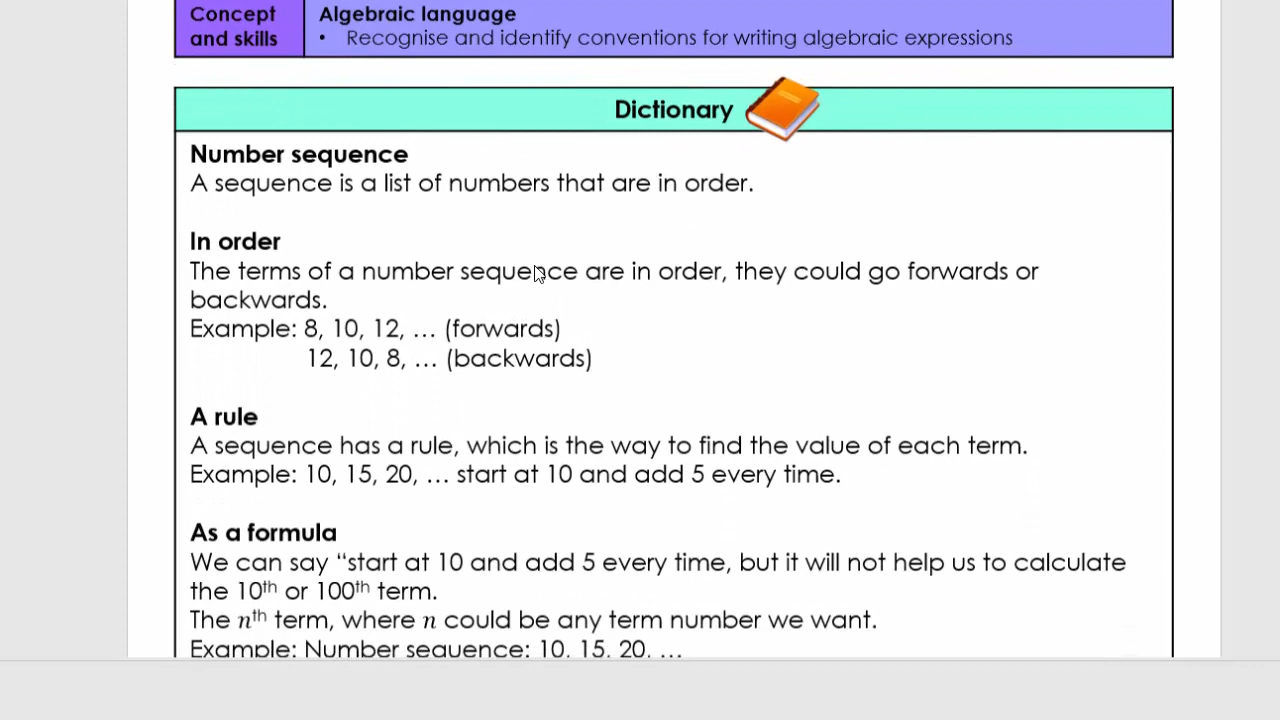 Concept and skills
Algebraic language
• Recognise and identify conventions for writing algebraic expressions
Dictionary
Number sequence
A sequence is a list of numbers that are in order.
In order
The terms of a number sequence are in order, they could go forwards or
backwards.
Example: 8, 10, 12, … (forwards)
12, 10, 8, … (backwards)
A rule
A sequence has a rule, which is the way to find the value of each term.
Example: 10, 15, 20, … start at 10 and add 5 every time.
As a formula
We can say “start at 10 and add 5 every time, but it will not help us to calculate
the 10th or 100th term.
The nth term, where n could be any term number we want.
Example: Number sequence: 10, 15, 20, …